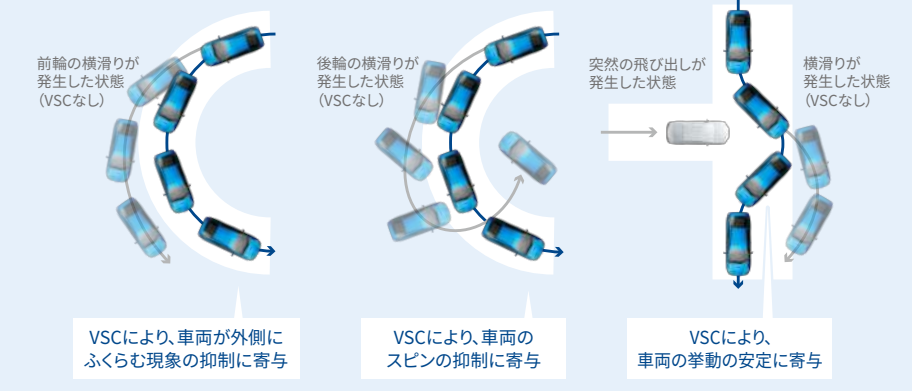 前輪の横滑りが
発生した状態
（VSCなし）
後輪の横滑りが
発生した状態
（VSCなし）
突然の飛び出しが
発生した状態
横滑りが
発生した状態
（VSCなし）
VSCにより、車両が外側に
ふくらむ現象の抑制に寄与
VSCにより、車両の
スピンの抑制に寄与
VSCにより、
車両の挙動の安定に寄与